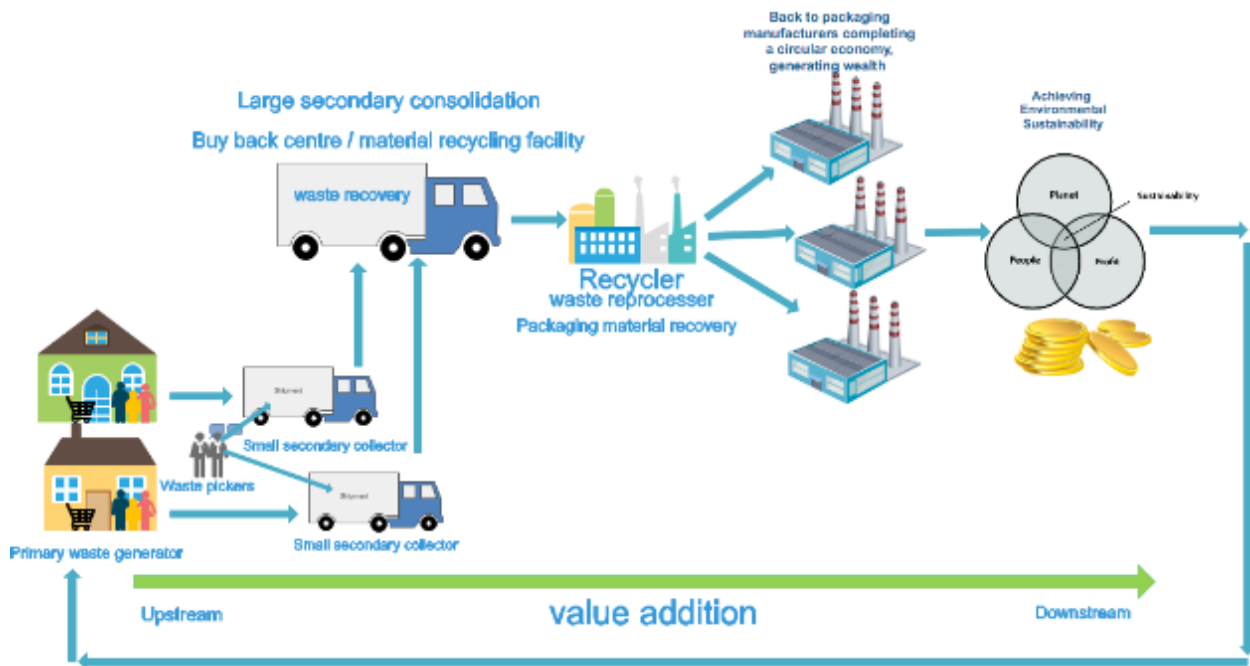 Back to packaging
manufacturers completing
a circular economy,
generating wealth
Large secondary consolidation
Buy back centre / material recycling facility
waste recovery
Achieving
Environmental
Sustainability
Planet
Sustainability
People
Profit
Recycler
waste reprocesser
Packaging material recovery
Shipment
Small secondary collector
Waste pickers
Shipment
Small secondary collector
Primary waste generator
Upstream
value addition
Downstream